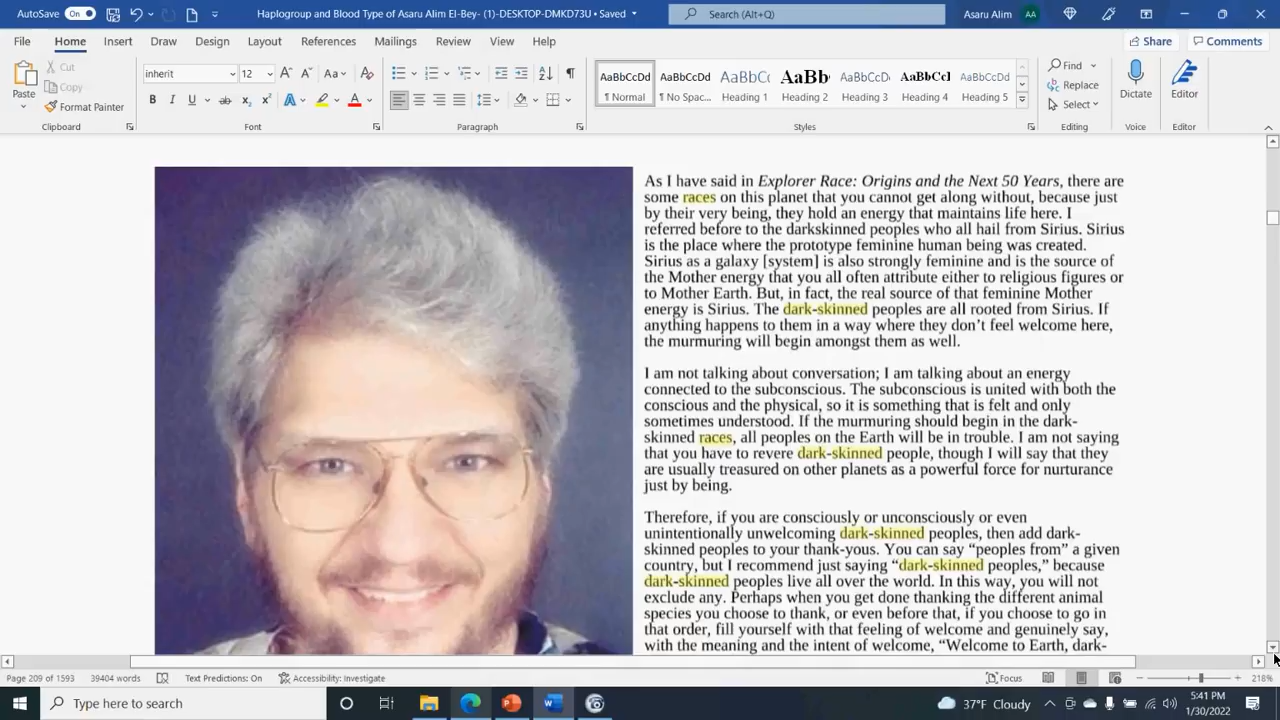 AutoSave On Haplogroup and Blood Type of Asaru Alim El-Bey- (1)-DESKTOP-DMKD73U • Saved Search (Alt+Q) Asaru Alim AA
File Home Insert Draw Design Layout References Mailings Review View Help Share Comments
Paste Cut Copy Format Painter
inherit 12
AaBbCcDd AaBbCcDd AaBbC AaBb AaBbCcDd AaBbCcI AaBbCcDd
¶ Normal ¶ No Spac... Heading 1 Heading 2 Heading 3 Heading 4 Heading 5
Find Replace Select Dictate Editor
Clipboard Font Paragraph Styles Editing Voice Editor
As I have said in Explorer Race: Origins and the Next 50 Years, there are
some races on this planet that you cannot get along without, because just
by their very being, they hold an energy that maintains life here. I
referred before to the darkskinned peoples who all hail from Sirius. Sirius
is the place where the prototype feminine human being was created.
Sirius as a galaxy [system] is also strongly feminine and is the source of
the Mother energy that you all often attribute either to religious figures or
to Mother Earth. But, in fact, the real source of that feminine Mother
energy is Sirius. The dark-skinned peoples are all rooted from Sirius. If
anything happens to them in a way where they don’t feel welcome here,
the murmuring will begin amongst them as well.
I am not talking about conversation; I am talking about an energy
connected to the subconscious. The subconscious is united with both the
conscious and the physical, so it is something that is felt and only
sometimes understood. If the murmuring should begin in the dark-
skinned races, all peoples on the Earth will be in trouble. I am not saying
that you have to revere dark-skinned people, though I will say that they
are usually treasured on other planets as a powerful force for nurturance
just by being.
Therefore, if you are consciously or unconsciously or even
unintentionally unwelcoming dark-skinned peoples, then add dark-
skinned peoples to your thank-yous. You can say “peoples from” a given
country, but I recommend just saying “dark-skinned peoples,” because
dark-skinned peoples live all over the world. In this way, you will not
exclude any. Perhaps when you get done thanking the different animal
species you choose to thank, or even before that, if you choose to go in
that order, fill yourself with that feeling of welcome and genuinely say,
with the meaning and the intent of welcome, “Welcome to Earth, dark-
Page 209 of 1593 39404 words Text Predictions: On Accessibility: Investigate Focus 218%
Type here to search 37°F Cloudy 5:41 PM
1/30/2022